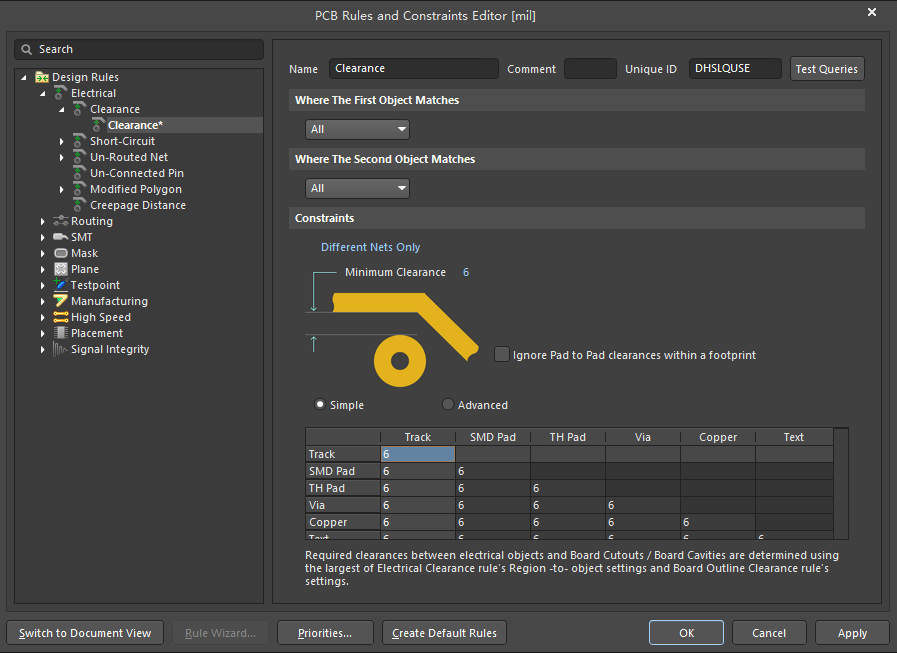 PCB Rules and Constraints Editor [mil]
Search
Design Rules
Electrical
Clearance
Clearance*
Short-Circuit
Un-Routed Net
Un-Connected Pin
Modified Polygon
Creepage Distance
Routing
SMT
Mask
Plane
Testpoint
Manufacturing
High Speed
Placement
Signal Integrity
Name Clearance Comment Unique ID DHSLQUSE Test Queries
Where The First Object Matches
All
Where The Second Object Matches
All
Constraints
Different Nets Only
Minimum Clearance 6
Ignore Pad to Pad clearances within a footprint
Simple Advanced
Track SMD Pad TH Pad Via Copper Text
Track 6
SMD Pad 6 6
TH Pad 6 6 6
Via 6 6 6 6
Copper 6 6 6 6 6
Text 6 6 6 6 6 6
Required clearances between electrical objects and Board Cutouts / Board Cavities are determined using
the largest of Electrical Clearance rule's Region -to- object settings and Board Outline Clearance rule's
settings.
Switch to Document View Rule Wizard... Priorities... Create Default Rules OK Cancel Apply